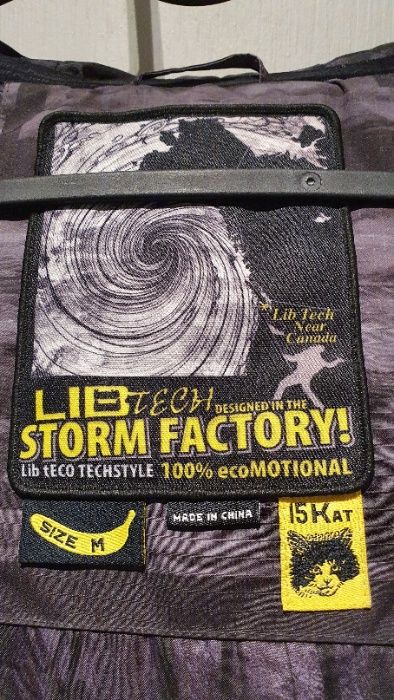 Lib Tech
Near
Canada
LIB TECH DESIGNED IN THE
STORM FACTORY!
Lib tECO TECHSTYLE 100% ecoMOTIONAL
SIZE M
MADE IN CHINA
15KAT